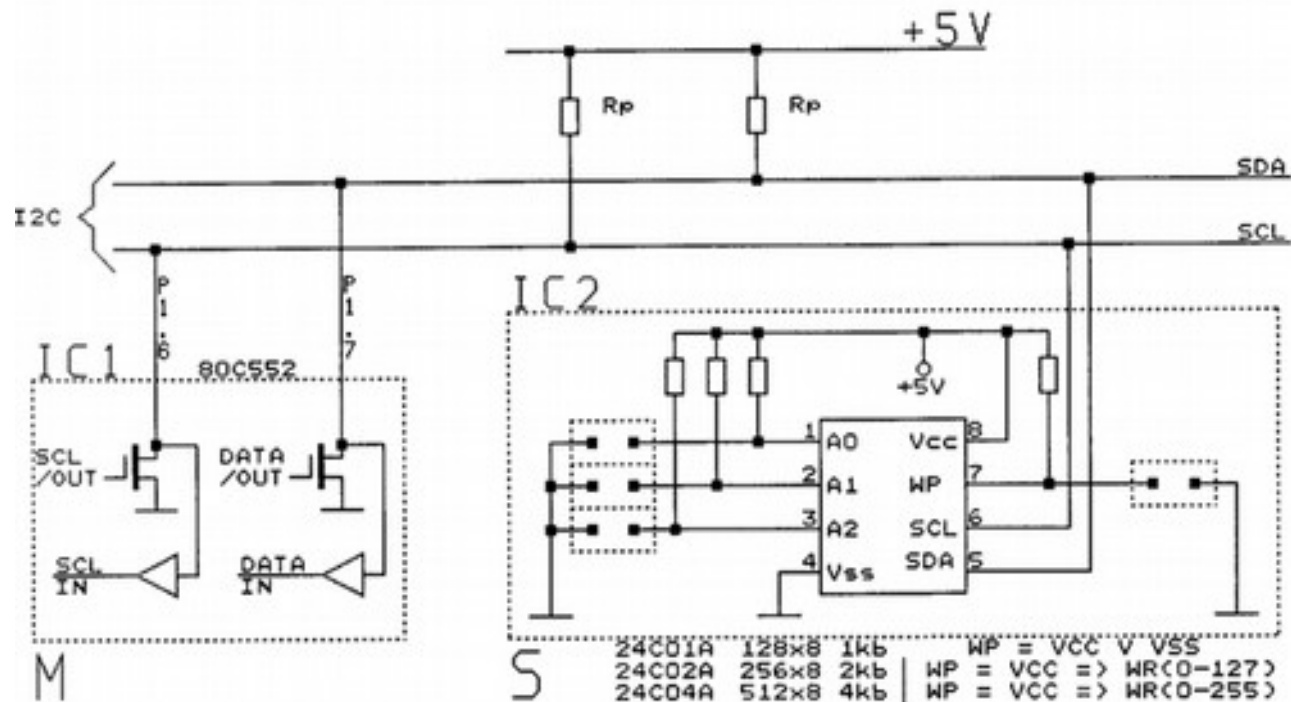 +5V
Rp Rp
SDA
I2C
SCL
P1.6
P1.7
IC2
IC1 80C552
+5V
SCL /OUT
DATA /OUT
1 A0 Vcc 8
2 A1 WP 7
3 A2 SCL 6
4 Vss SDA 5
SCL IN
DATA IN
M
S
24C01A 128x8 1kb WP = VCC V VSS
24C02A 256x8 2kb | WP = VCC => WR(0-127)
24C04A 512x8 4kb | WP = VCC => WR(0-255)